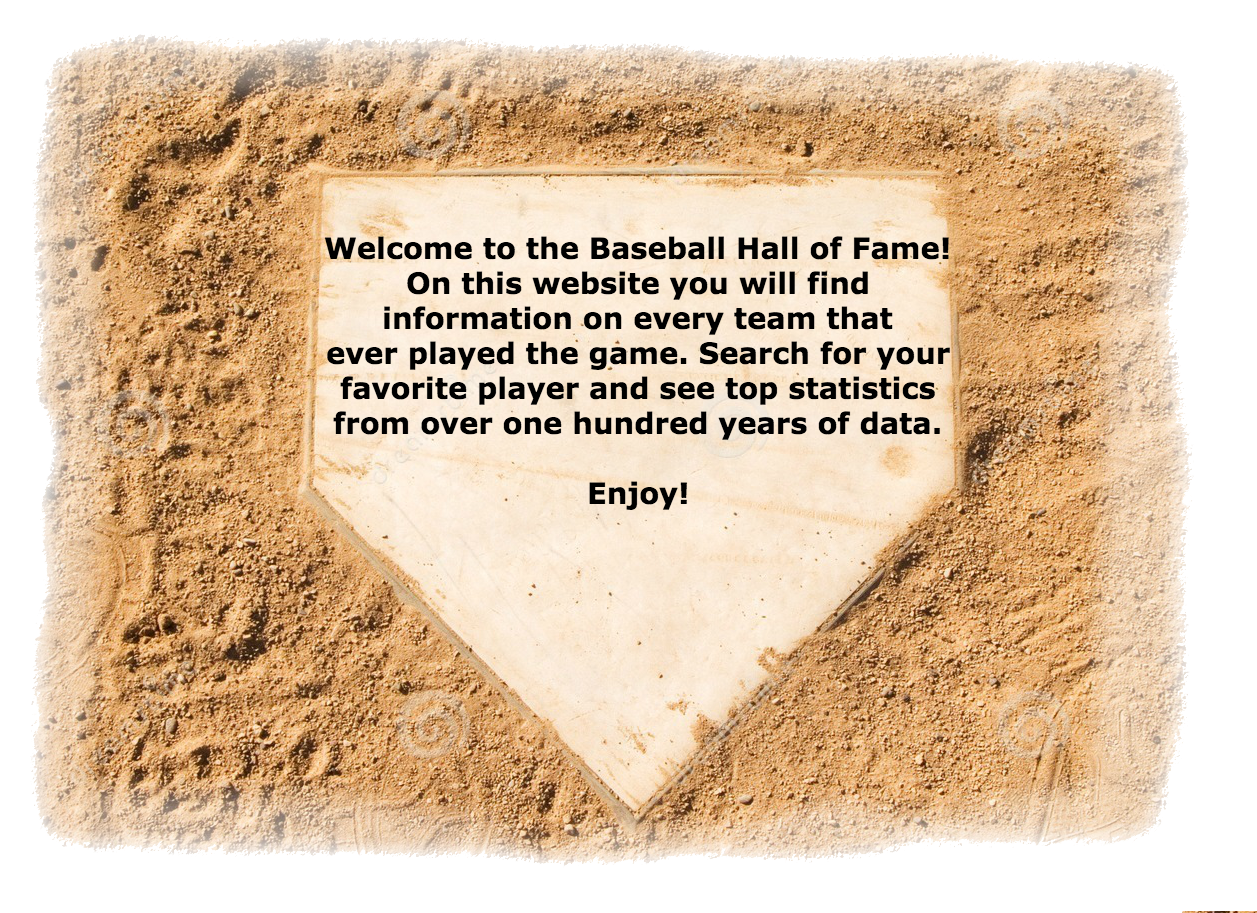 Welcome to the Baseball Hall of Fame!
On this website you will find
information on every team that
ever played the game. Search for your
favorite player and see top statistics
from over one hundred years of data.
Enjoy!